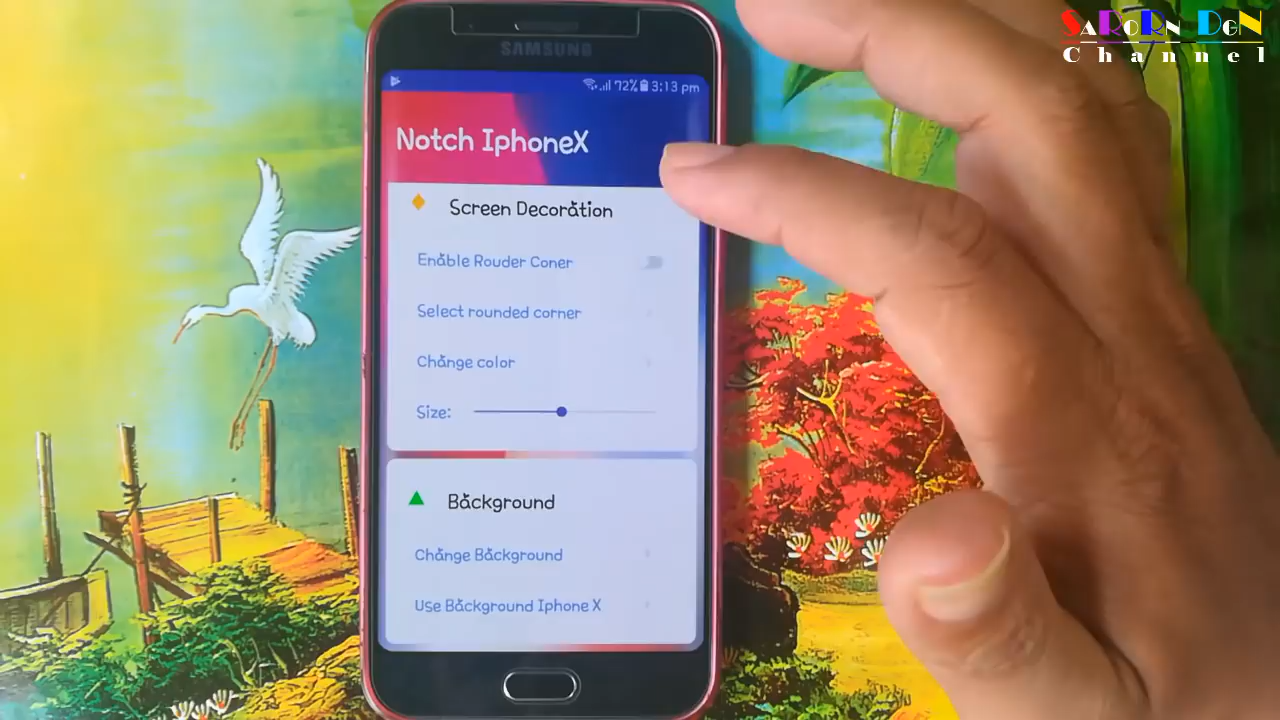 SARORN DGN
Channel
SAMSUNG
72% 3:13 pm
Notch IphoneX
Screen Decoration
Enable Rouder Coner
Select rounded corner
Change color
Size:
Background
Change Background
Use Background Iphone X